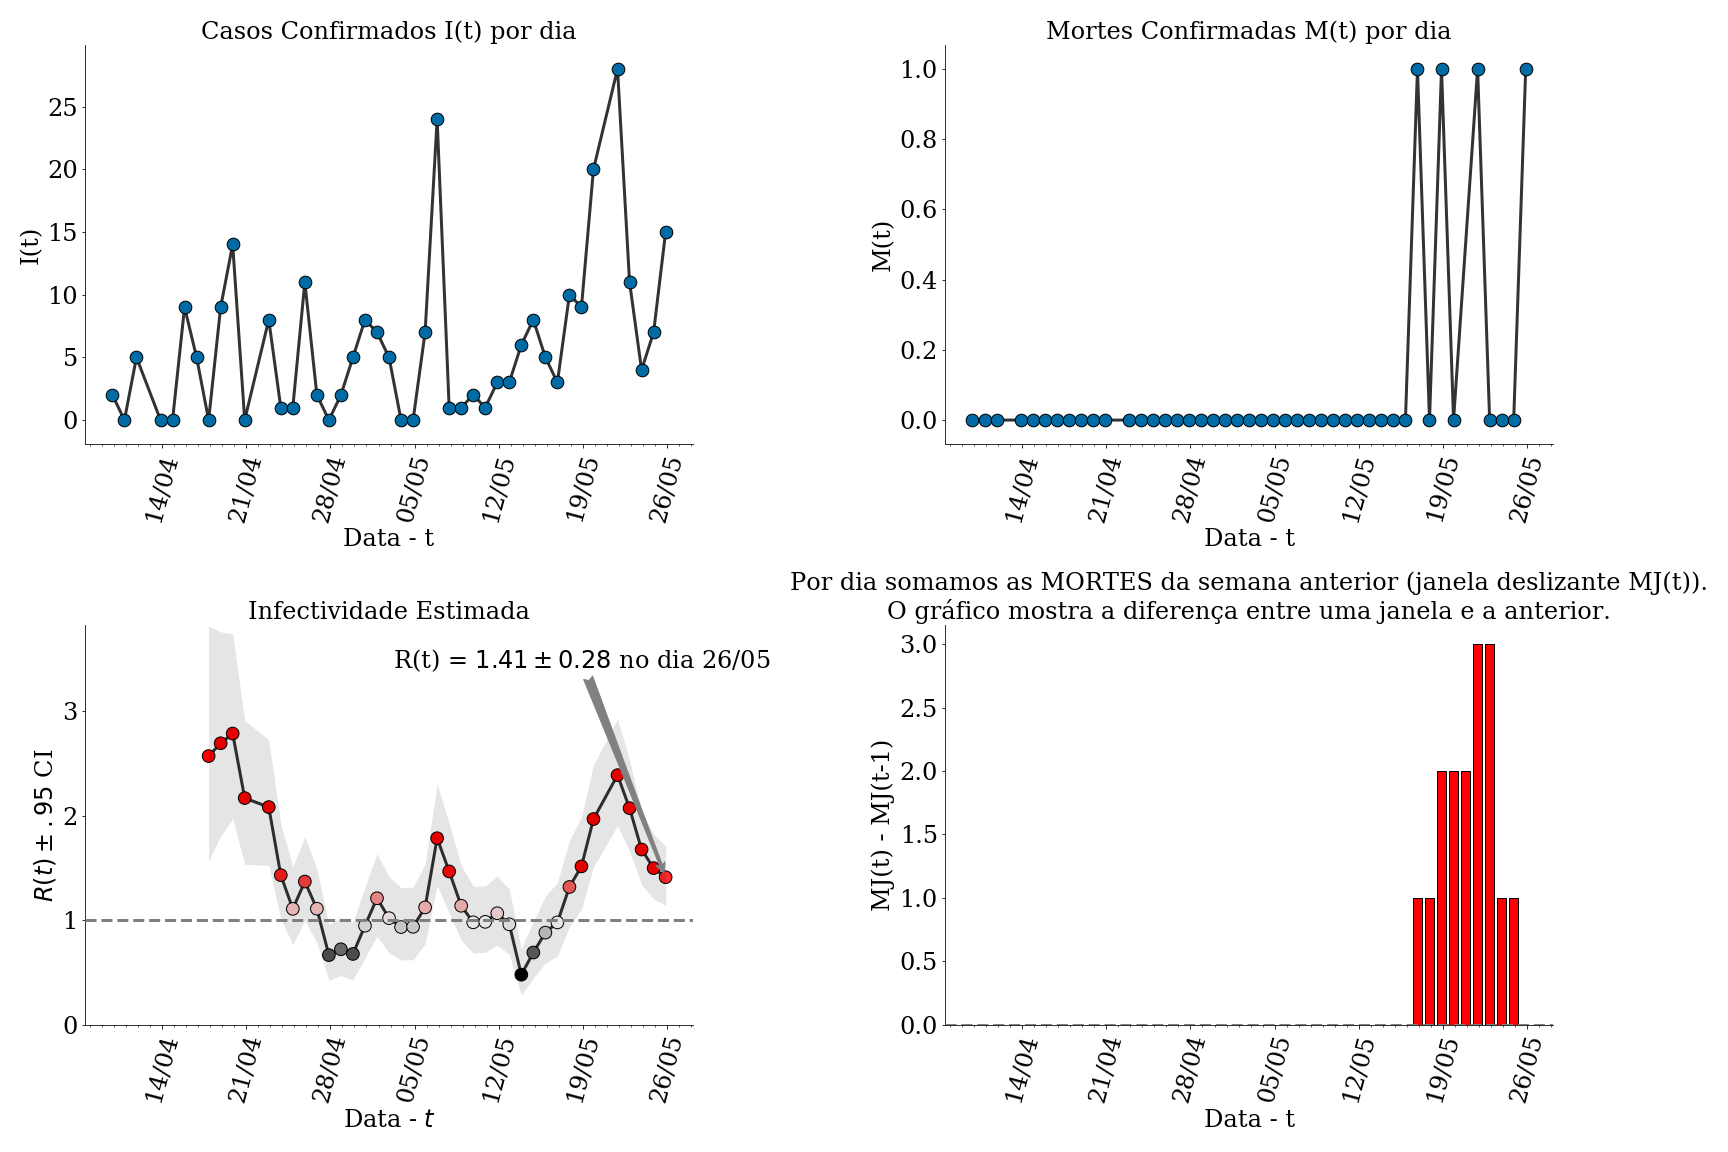 Casos Confirmados I(t) por dia
I(t)
25
20
15
10
5
0
14/04 21/04 28/04 05/05 12/05 19/05 26/05
Data - t
Mortes Confirmadas M(t) por dia
M(t)
1.0
0.8
0.6
0.4
0.2
0.0
14/04 21/04 28/04 05/05 12/05 19/05 26/05
Data - t
Infectividade Estimada
R(t) = 1.41 ± 0.28 no dia 26/05
R(t) ± .95 CI
3
2
1
0
14/04 21/04 28/04 05/05 12/05 19/05 26/05
Data - t
Por dia somamos as MORTES da semana anterior (janela deslizante MJ(t)).
O gráfico mostra a diferença entre uma janela e a anterior.
MJ(t) - MJ(t-1)
3.0
2.5
2.0
1.5
1.0
0.5
0.0
14/04 21/04 28/04 05/05 12/05 19/05 26/05
Data - t